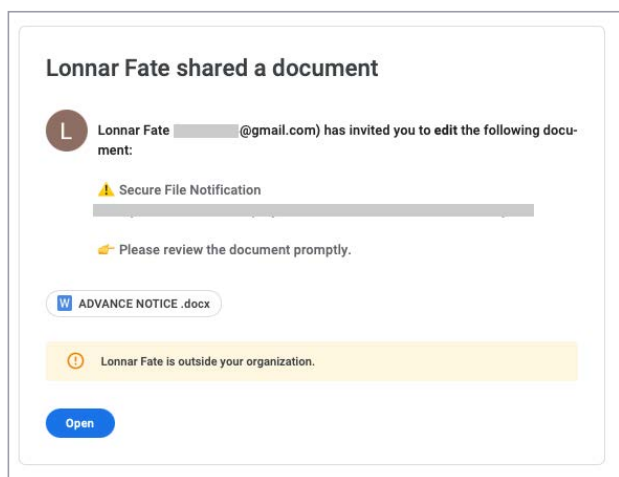 Lonnar Fate shared a document
L
Lonnar Fate @gmail.com) has invited you to edit the following docu-
ment:
⚠️ Secure File Notification
👉 Please review the document promptly.
W ADVANCE NOTICE .docx
Lonnar Fate is outside your organization.
Open